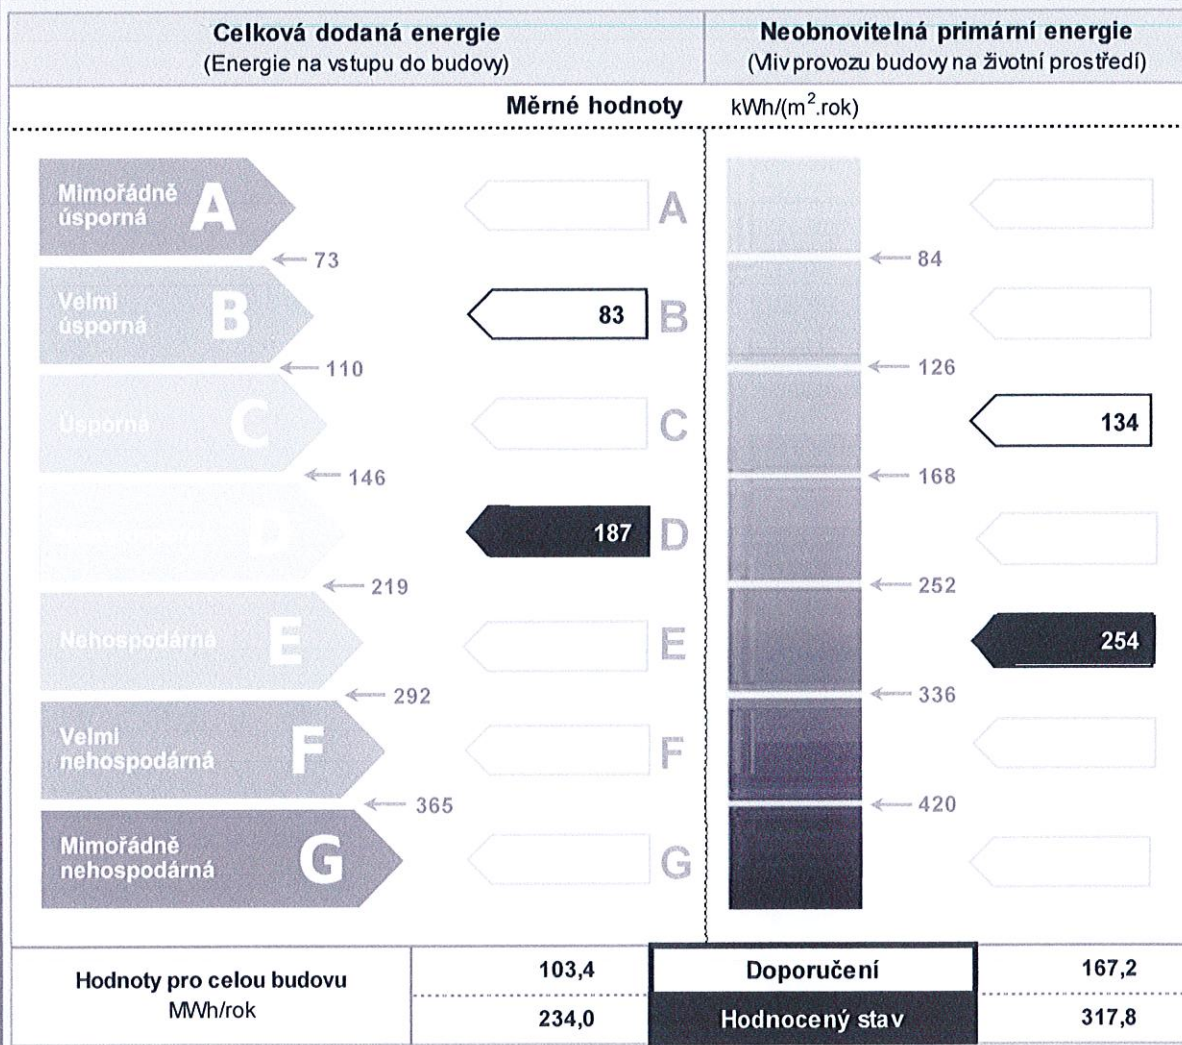 Celková dodaná energie
(Energie na vstupu do budovy)
Neobnovitelná primární energie
(Vliv provozu budovy na životní prostředí)
Měrné hodnoty kWh/(m².rok)
Mimořádně
úsporná
A
A
73
84
Velmi
úsporná
B
83
B
110
126
Úsporná
C
C
134
146
168
D
187
D
219
252
Nehospodárná
E
E
254
292
336
Velmi
nehospodárná
F
F
365
420
Mimořádně
nehospodárná
G
G
Hodnoty pro celou budovu
MWh/rok
103,4
Doporučení
167,2
234,0
Hodnocený stav
317,8